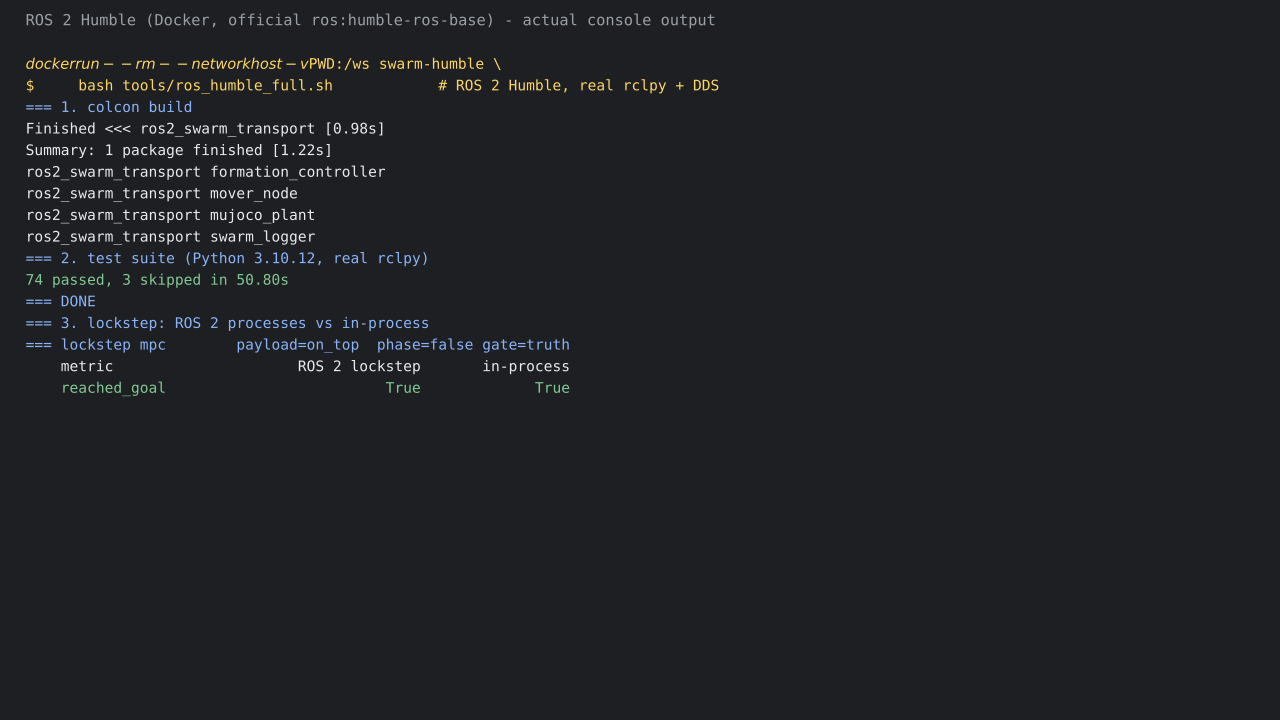 ROS 2 Humble (Docker, official ros:humble-ros-base) - actual console output
dockerrun−−rm−−networkhost−vPWD:/ws swarm-humble \
$     bash tools/ros_humble_full.sh            # ROS 2 Humble, real rclpy + DDS
=== 1. colcon build
Finished <<< ros2_swarm_transport [0.98s]
Summary: 1 package finished [1.22s]
ros2_swarm_transport formation_controller
ros2_swarm_transport mover_node
ros2_swarm_transport mujoco_plant
ros2_swarm_transport swarm_logger
=== 2. test suite (Python 3.10.12, real rclpy)
74 passed, 3 skipped in 50.80s
=== DONE
=== 3. lockstep: ROS 2 processes vs in-process
=== lockstep mpc        payload=on_top  phase=false gate=truth
    metric                     ROS 2 lockstep       in-process
    reached_goal                         True             True